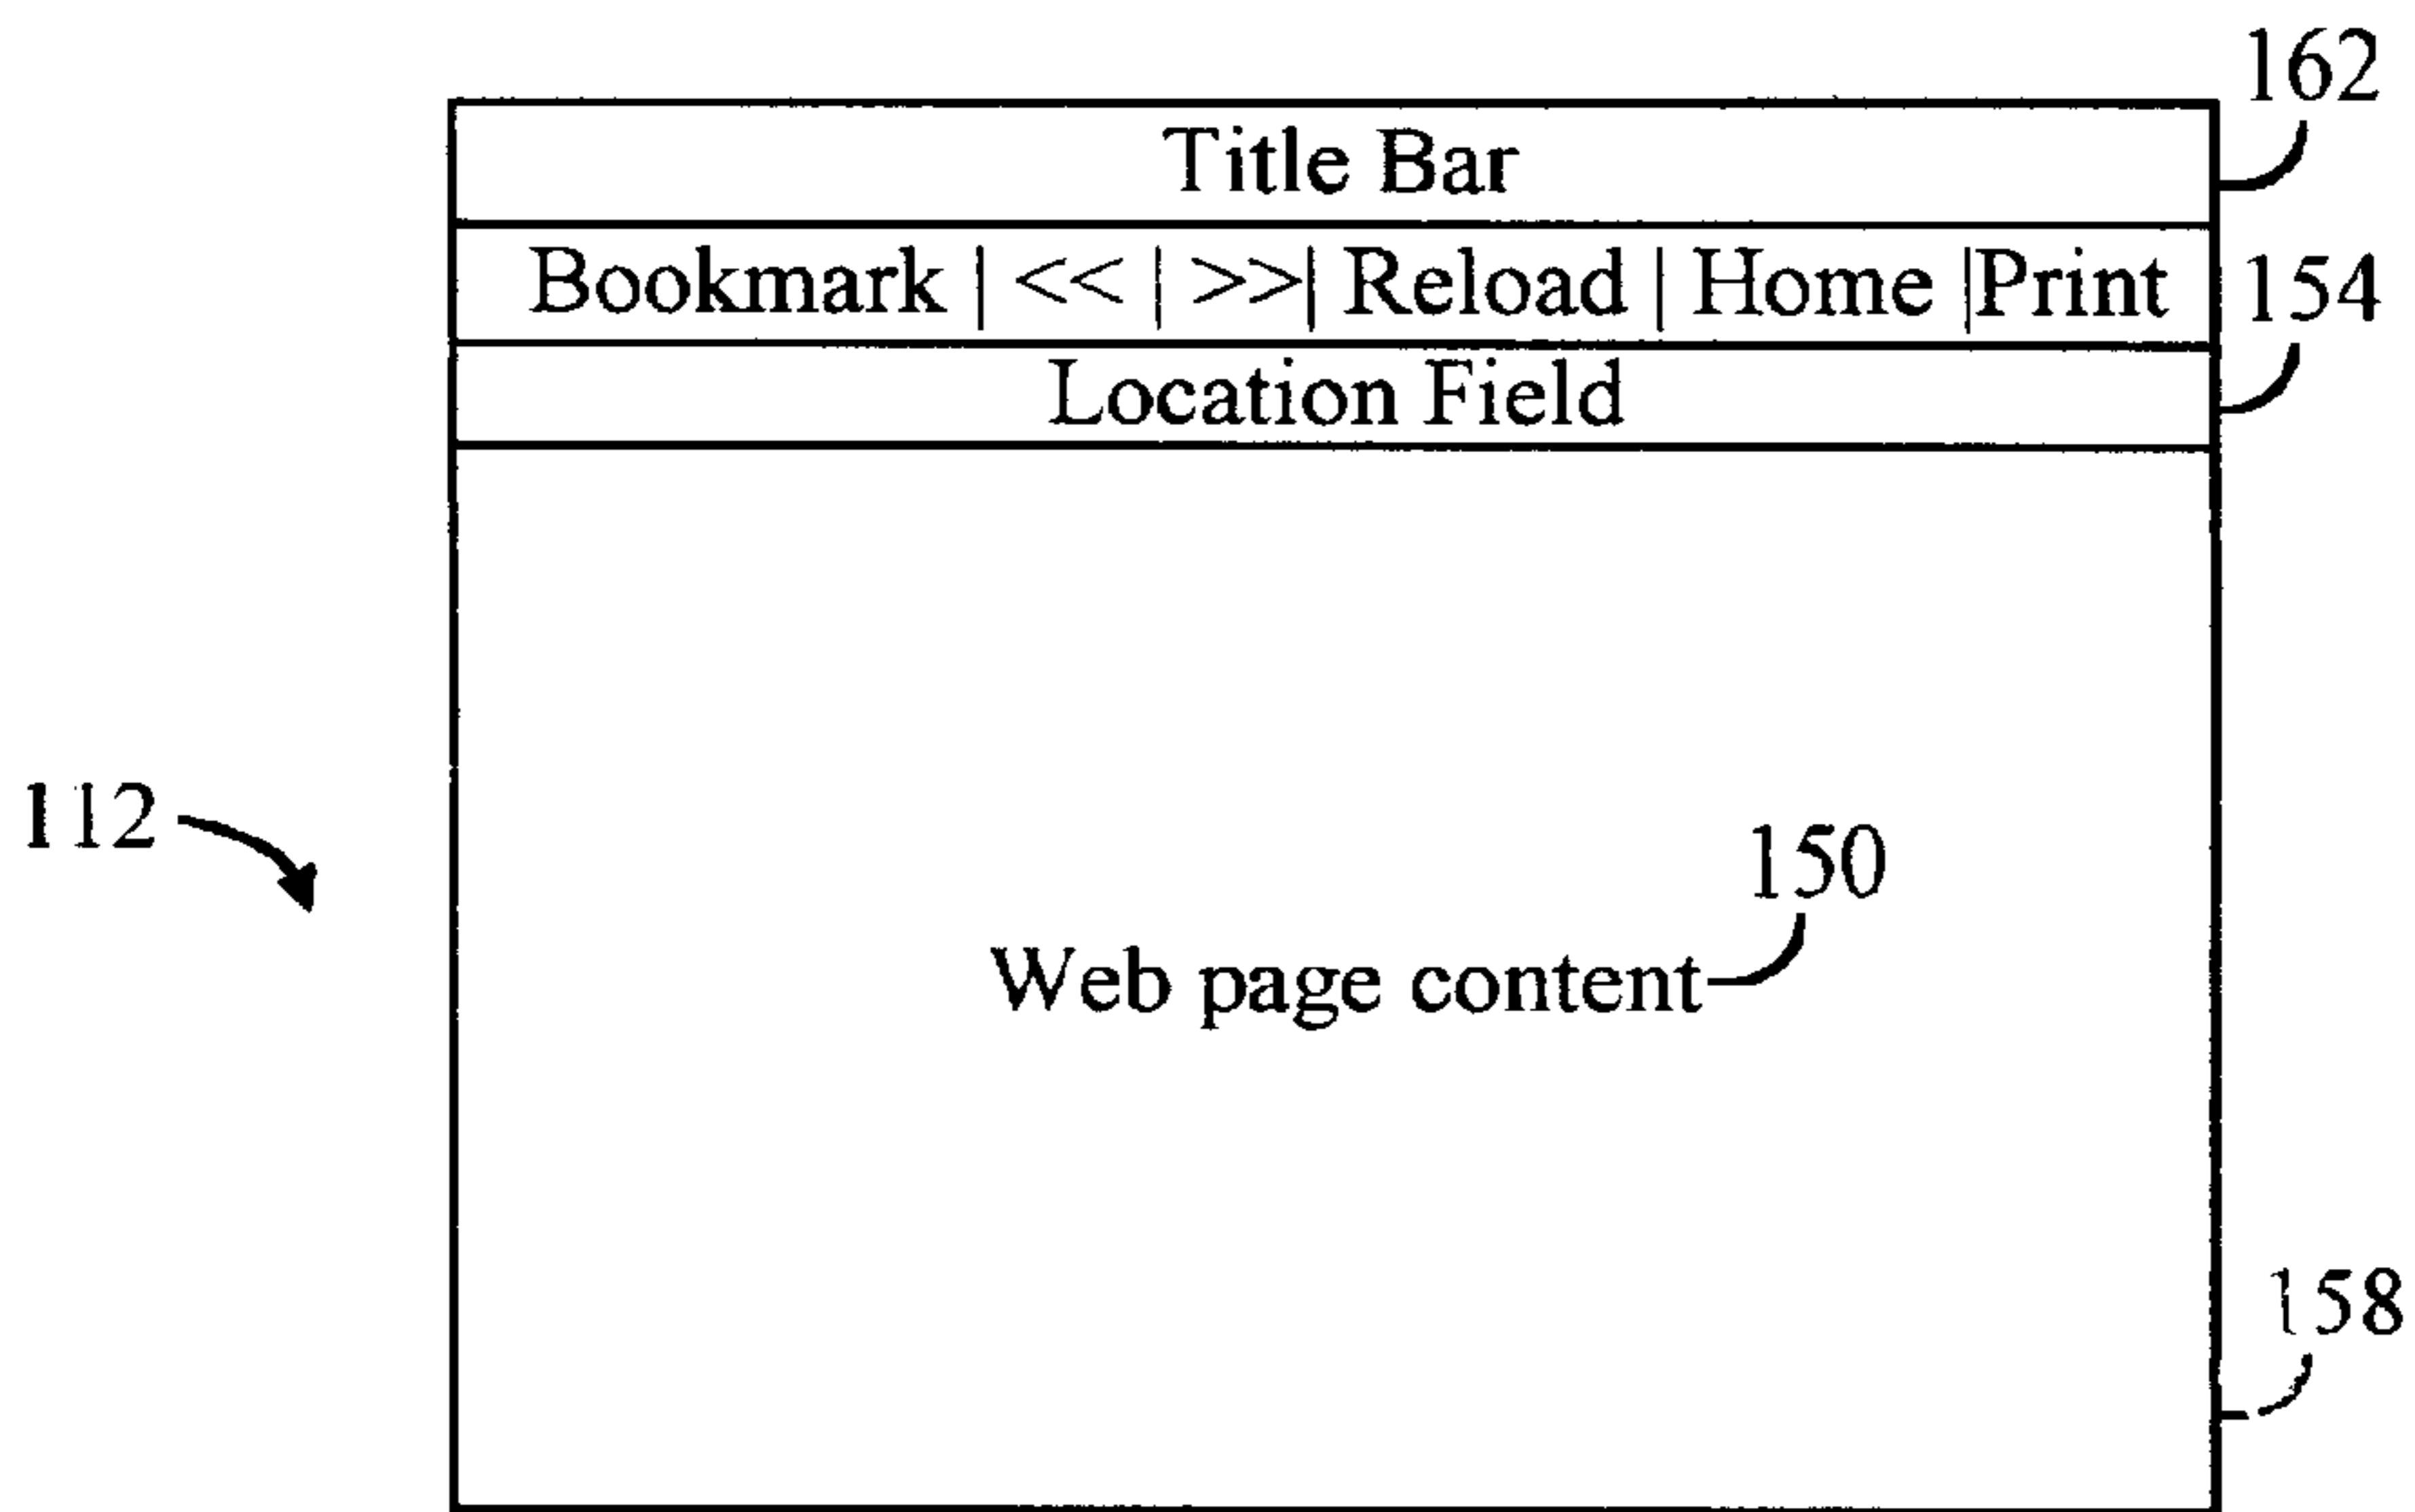 162
Title Bar
Bookmark | << | >>| Reload | Home |Print
154
Location Field
112
150
Web page content
158